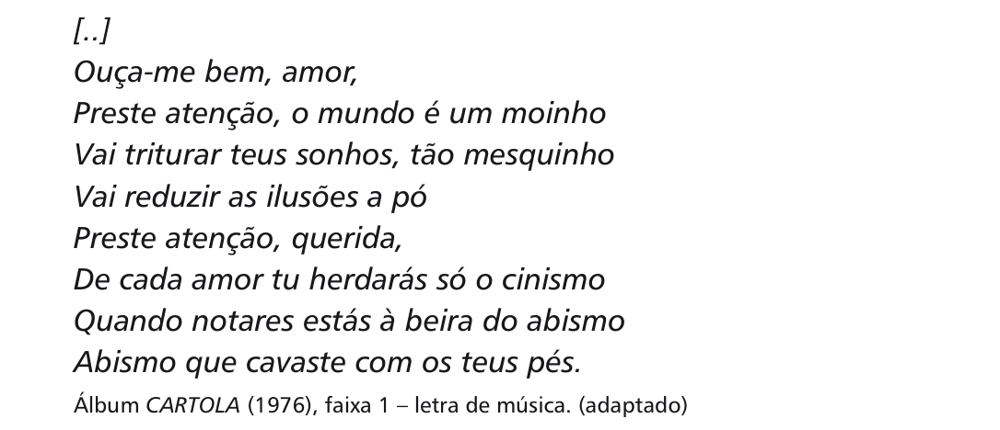 [..]
Ouça-me bem, amor,
Preste atenção, o mundo é um moinho
Vai triturar teus sonhos, tão mesquinho
Vai reduzir as ilusões a pó
Preste atenção, querida,
De cada amor tu herdarás só o cinismo
Quando notares estás à beira do abismo
Abismo que cavaste com os teus pés.
Álbum CARTOLA (1976), faixa 1 – letra de música. (adaptado)